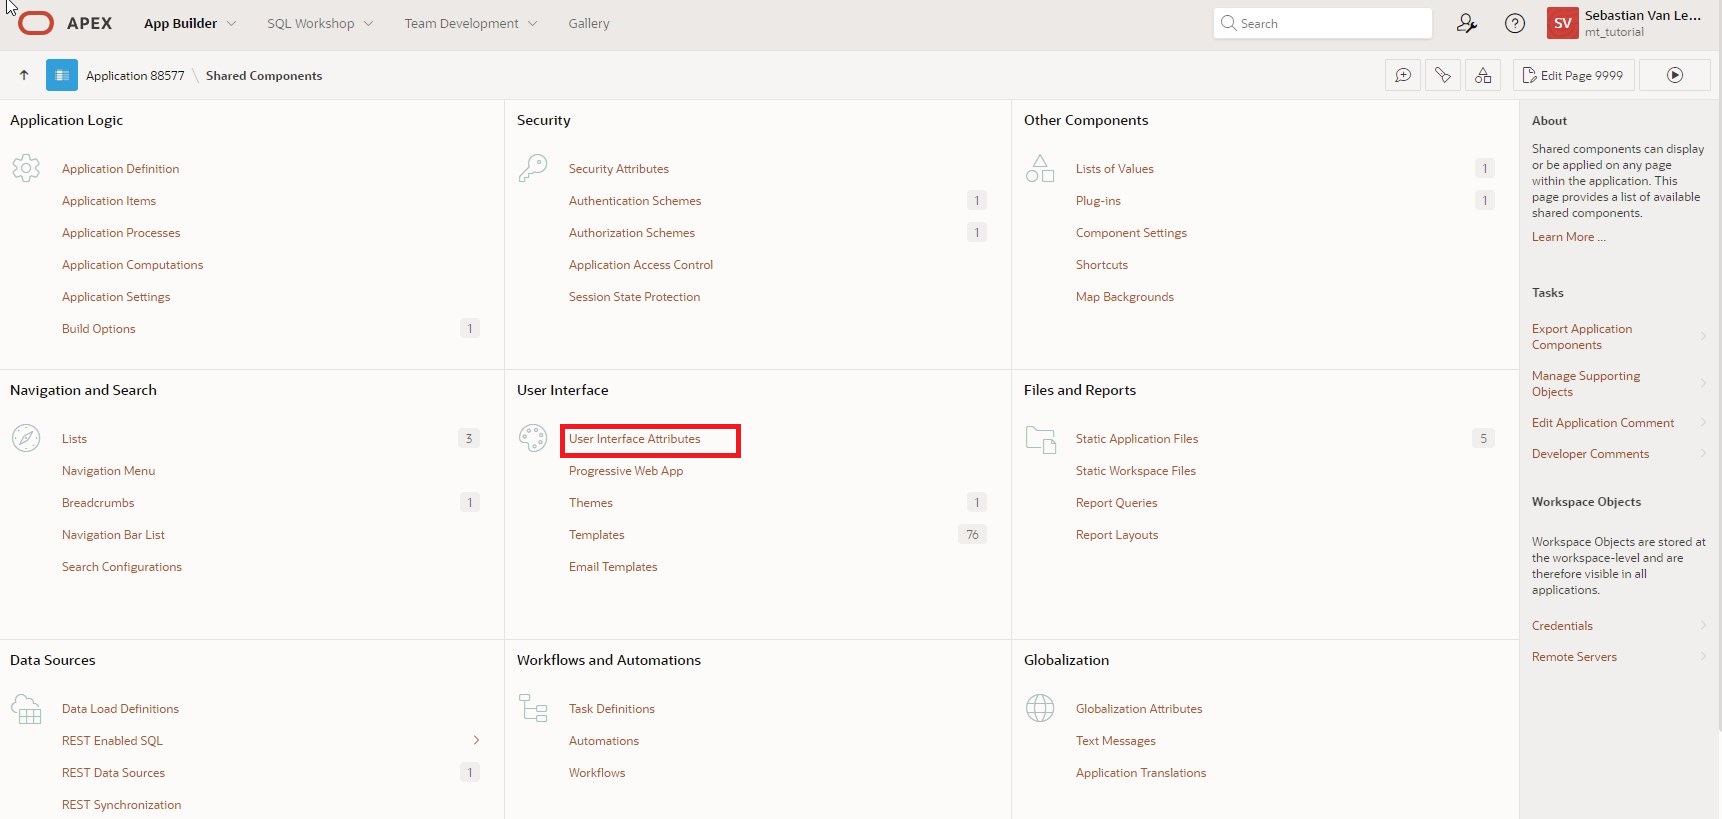 APEX App Builder SQL Workshop Team Development Gallery Search SV Sebastian Van Le...
mt_tutorial
Application 88577 \ Shared Components Edit Page 9999
Application Logic
Application Definition
Application Items
Application Processes
Application Computations
Application Settings
Build Options 1
Security
Security Attributes
Authentication Schemes 1
Authorization Schemes 1
Application Access Control
Session State Protection
Other Components
Lists of Values 1
Plug-ins 1
Component Settings
Shortcuts
Map Backgrounds
Navigation and Search
Lists 3
Navigation Menu
Breadcrumbs 1
Navigation Bar List
Search Configurations
User Interface
User Interface Attributes
Progressive Web App
Themes 1
Templates 76
Email Templates
Files and Reports
Static Application Files 5
Static Workspace Files
Report Queries
Report Layouts
Data Sources
Data Load Definitions
REST Enabled SQL
REST Data Sources 1
REST Synchronization
Workflows and Automations
Task Definitions
Automations
Workflows
Globalization
Globalization Attributes
Text Messages
Application Translations
About
Shared components can display
or be applied on any page
within the application. This
page provides a list of available
shared components.
Learn More ...
Tasks
Export Application
Components
Manage Supporting
Objects
Edit Application Comment
Developer Comments
Workspace Objects
Workspace Objects are stored at
the workspace-level and are
therefore visible in all
applications.
Credentials
Remote Servers